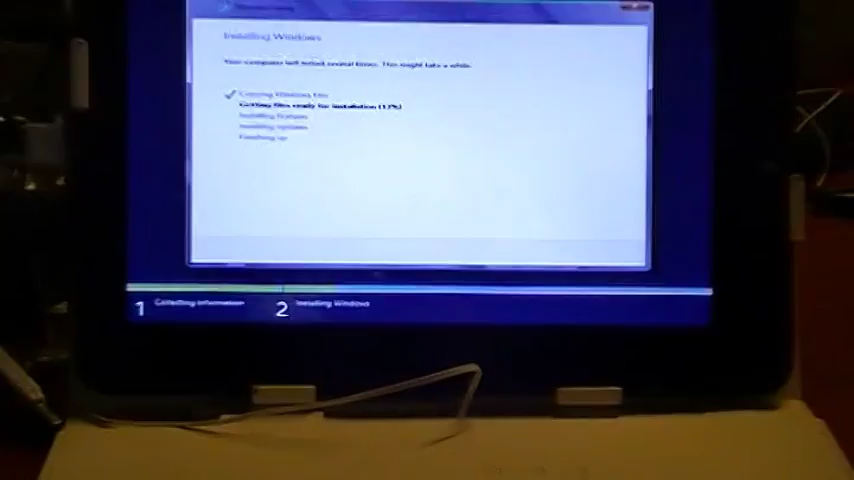 Installing Windows
Your computer will restart several times. This might take a while.
Copying Windows files
Getting files ready for installation (17%)
Installing features
Installing updates
Finishing up
1 Collecting information
2 Installing Windows